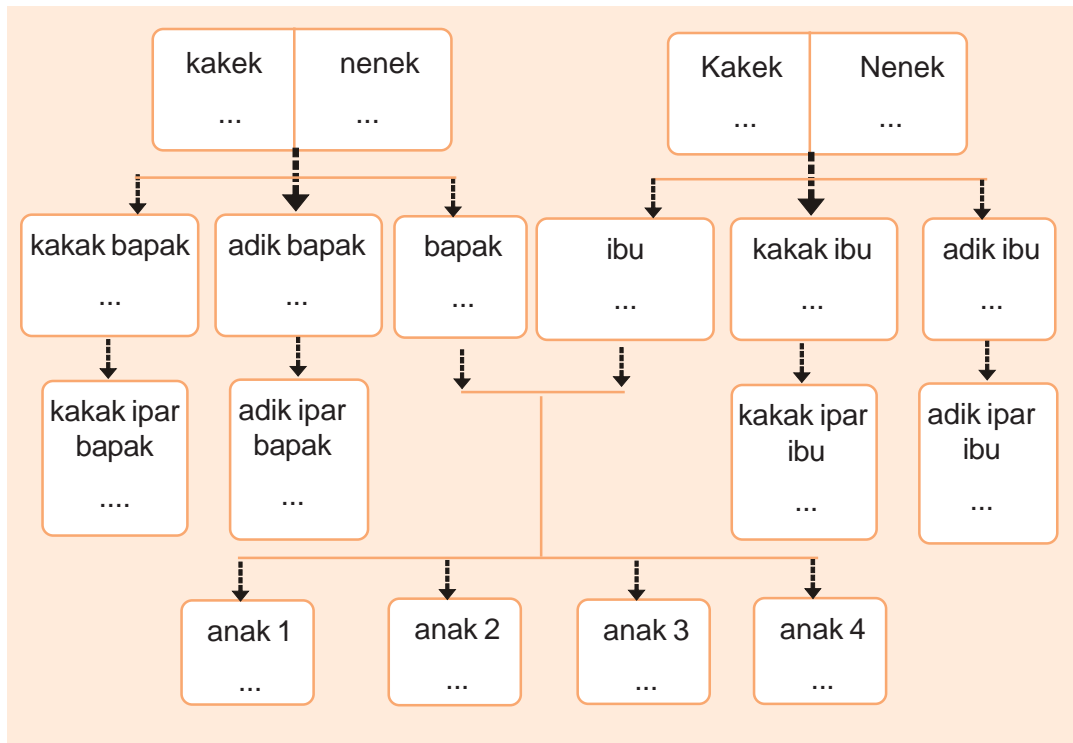 kakek nenek Kakek Nenek
... ... ... ...
kakak bapak adik bapak bapak ibu kakak ibu adik ibu
... ... ... ... ... ...
kakak ipar
bapak
....
adik ipar
bapak
...
kakak ipar
ibu
...
adik ipar
ibu
...
anak 1 anak 2 anak 3 anak 4
... ... ... ...